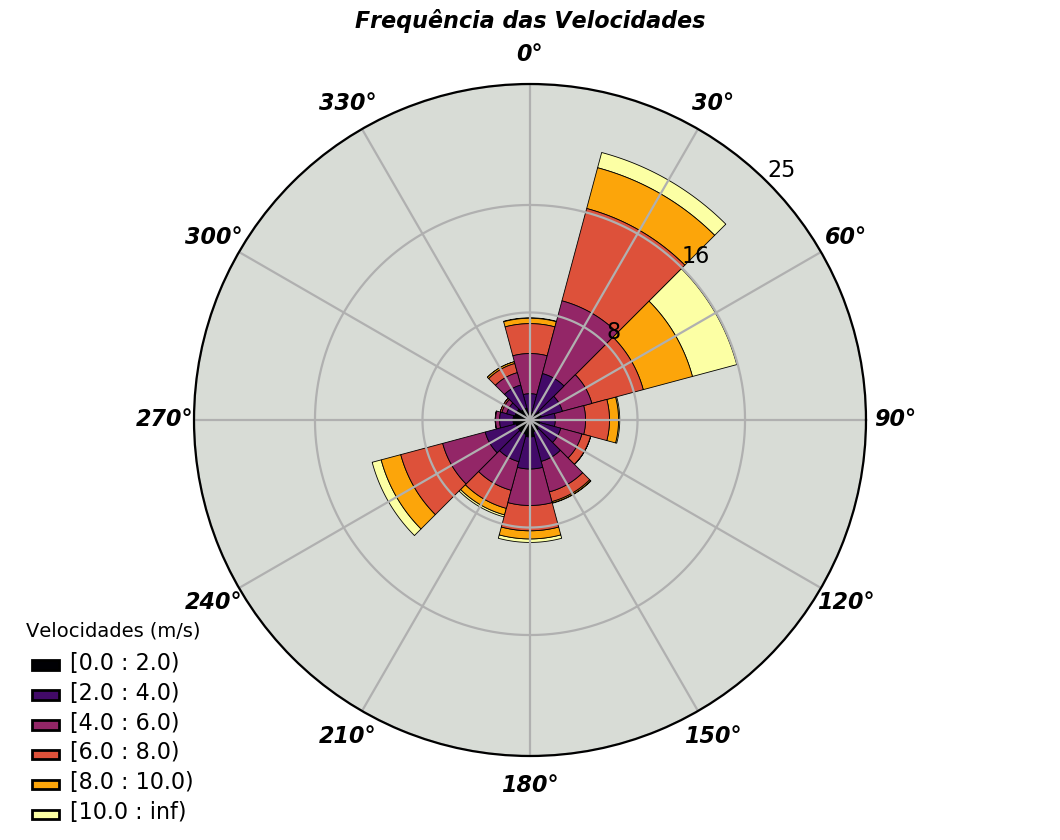 Frequência das Velocidades
0°
330°
30°
25
300°
60°
16
8
270°
90°
240°
120°
210°
150°
180°
Velocidades (m/s)
[0.0 : 2.0)
[2.0 : 4.0)
[4.0 : 6.0)
[6.0 : 8.0)
[8.0 : 10.0)
[10.0 : inf)